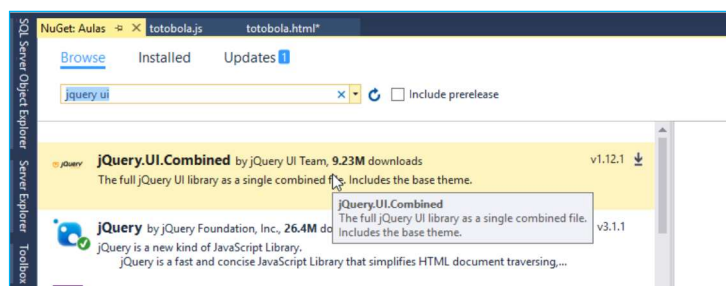 SQL Server Object Explorer
Server Explorer
Toolbox
NuGet: Aulas
totobola.js
totobola.html*
Browse
Installed
Updates 1
jquery ui
Include prerelease
jQuery
jQuery.UI.Combined by jQuery UI Team, 9.23M downloads
v1.12.1
The full jQuery UI library as a single combined file. Includes the base theme.
jQuery.UI.Combined
The full jQuery UI library as a single combined file.
Includes the base theme.
jQuery by jQuery Foundation, Inc., 26.4M do
v3.1.1
jQuery is a new kind of JavaScript Library.
jQuery is a fast and concise JavaScript Library that simplifies HTML document traversing,...